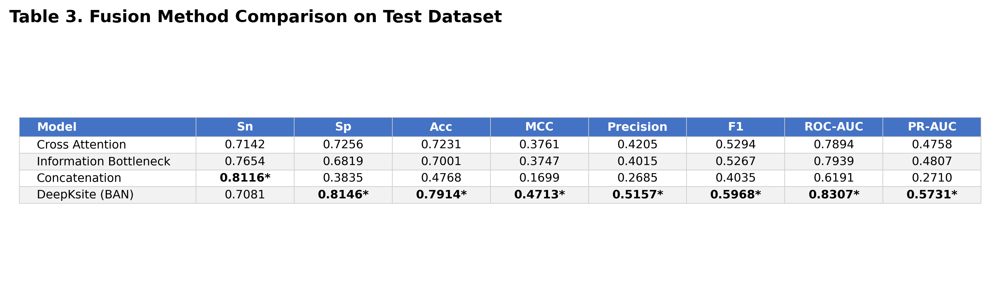 Table 3. Fusion Method Comparison on Test Dataset
Model Sn Sp Acc MCC Precision F1 ROC-AUC PR-AUC
Cross Attention 0.7142 0.7256 0.7231 0.3761 0.4205 0.5294 0.7894 0.4758
Information Bottleneck 0.7654 0.6819 0.7001 0.3747 0.4015 0.5267 0.7939 0.4807
Concatenation 0.8116* 0.3835 0.4768 0.1699 0.2685 0.4035 0.6191 0.2710
DeepKsite (BAN) 0.7081 0.8146* 0.7914* 0.4713* 0.5157* 0.5968* 0.8307* 0.5731*